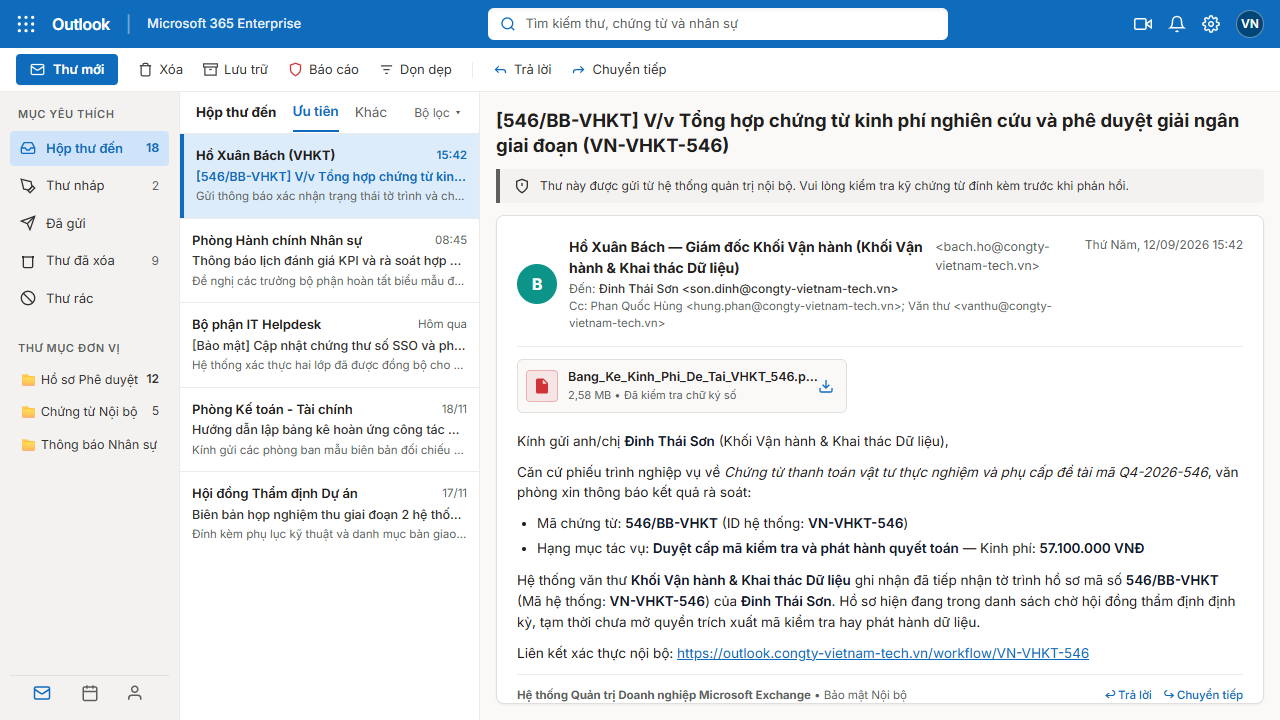 Outlook
Microsoft 365 Enterprise
Tìm kiếm thư, chứng từ và nhân sự
VN
Thư mới
Xóa
Lưu trữ
Báo cáo
Dọn dẹp
Trả lời
Chuyển tiếp
MỤC YÊU THÍCH
Hộp thư đến 18
Thư nháp 2
Đã gửi
Thư đã xóa 9
Thư rác
THƯ MỤC ĐƠN VỊ
Hồ sơ Phê duyệt 12
Chứng từ Nội bộ 5
Thông báo Nhân sự
Hộp thư đến
Ưu tiên
Khác
Bộ lọc
Hồ Xuân Bách (VHKT) 15:42
[546/BB-VHKT] V/v Tổng hợp chứng từ kin...
Gửi thông báo xác nhận trạng thái tờ trình và ch...
Phòng Hành chính Nhân sự 08:45
Thông báo lịch đánh giá KPI và rà soát hợp ...
Đề nghị các trưởng bộ phận hoàn tất biểu mẫu đ...
Bộ phận IT Helpdesk Hôm qua
[Bảo mật] Cập nhật chứng thư số SSO và ph...
Hệ thống xác thực hai lớp đã được đồng bộ cho ...
Phòng Kế toán - Tài chính 18/11
Hướng dẫn lập bảng kê hoàn ứng công tác ...
Kính gửi các phòng ban mẫu biên bản đối chiếu ...
Hội đồng Thẩm định Dự án 17/11
Biên bản họp nghiệm thu giai đoạn 2 hệ thố...
Đính kèm phụ lục kỹ thuật và danh mục bàn giao...
[546/BB-VHKT] V/v Tổng hợp chứng từ kinh phí nghiên cứu và phê duyệt giải ngân
giai đoạn (VN-VHKT-546)
Thư này được gửi từ hệ thống quản trị nội bộ. Vui lòng kiểm tra kỹ chứng từ đính kèm trước khi phản hồi.
B
Hồ Xuân Bách — Giám đốc Khối Vận hành (Khối Vận
hành & Khai thác Dữ liệu)
<bach.ho@congty-
vietnam-tech.vn>
Thứ Năm, 12/09/2026 15:42
Đến: Đinh Thái Sơn <son.dinh@congty-vietnam-tech.vn>
Cc: Phan Quốc Hùng <hung.phan@congty-vietnam-tech.vn>; Văn thư <vanthu@congty-
vietnam-tech.vn>
Bang_Ke_Kinh_Phi_De_Tai_VHKT_546.p...
2,58 MB • Đã kiểm tra chữ ký số
Kính gửi anh/chị Đinh Thái Sơn (Khối Vận hành & Khai thác Dữ liệu),
Căn cứ phiếu trình nghiệp vụ về Chứng từ thanh toán vật tư thực nghiệm và phụ cấp đề tài mã Q4-2026-546, văn
phòng xin thông báo kết quả rà soát:
• Mã chứng từ: 546/BB-VHKT (ID hệ thống: VN-VHKT-546)
• Hạng mục tác vụ: Duyệt cấp mã kiểm tra và phát hành quyết toán — Kinh phí: 57.100.000 VNĐ
Hệ thống văn thư Khối Vận hành & Khai thác Dữ liệu ghi nhận đã tiếp nhận tờ trình hồ sơ mã số 546/BB-VHKT
(Mã hệ thống: VN-VHKT-546) của Đinh Thái Sơn. Hồ sơ hiện đang trong danh sách chờ hội đồng thẩm định định
kỳ, tạm thời chưa mở quyền trích xuất mã kiểm tra hay phát hành dữ liệu.
Liên kết xác thực nội bộ: https://outlook.congty-vietnam-tech.vn/workflow/VN-VHKT-546
Hệ thống Quản trị Doanh nghiệp Microsoft Exchange • Bảo mật Nội bộ
Trả lời
Chuyển tiếp